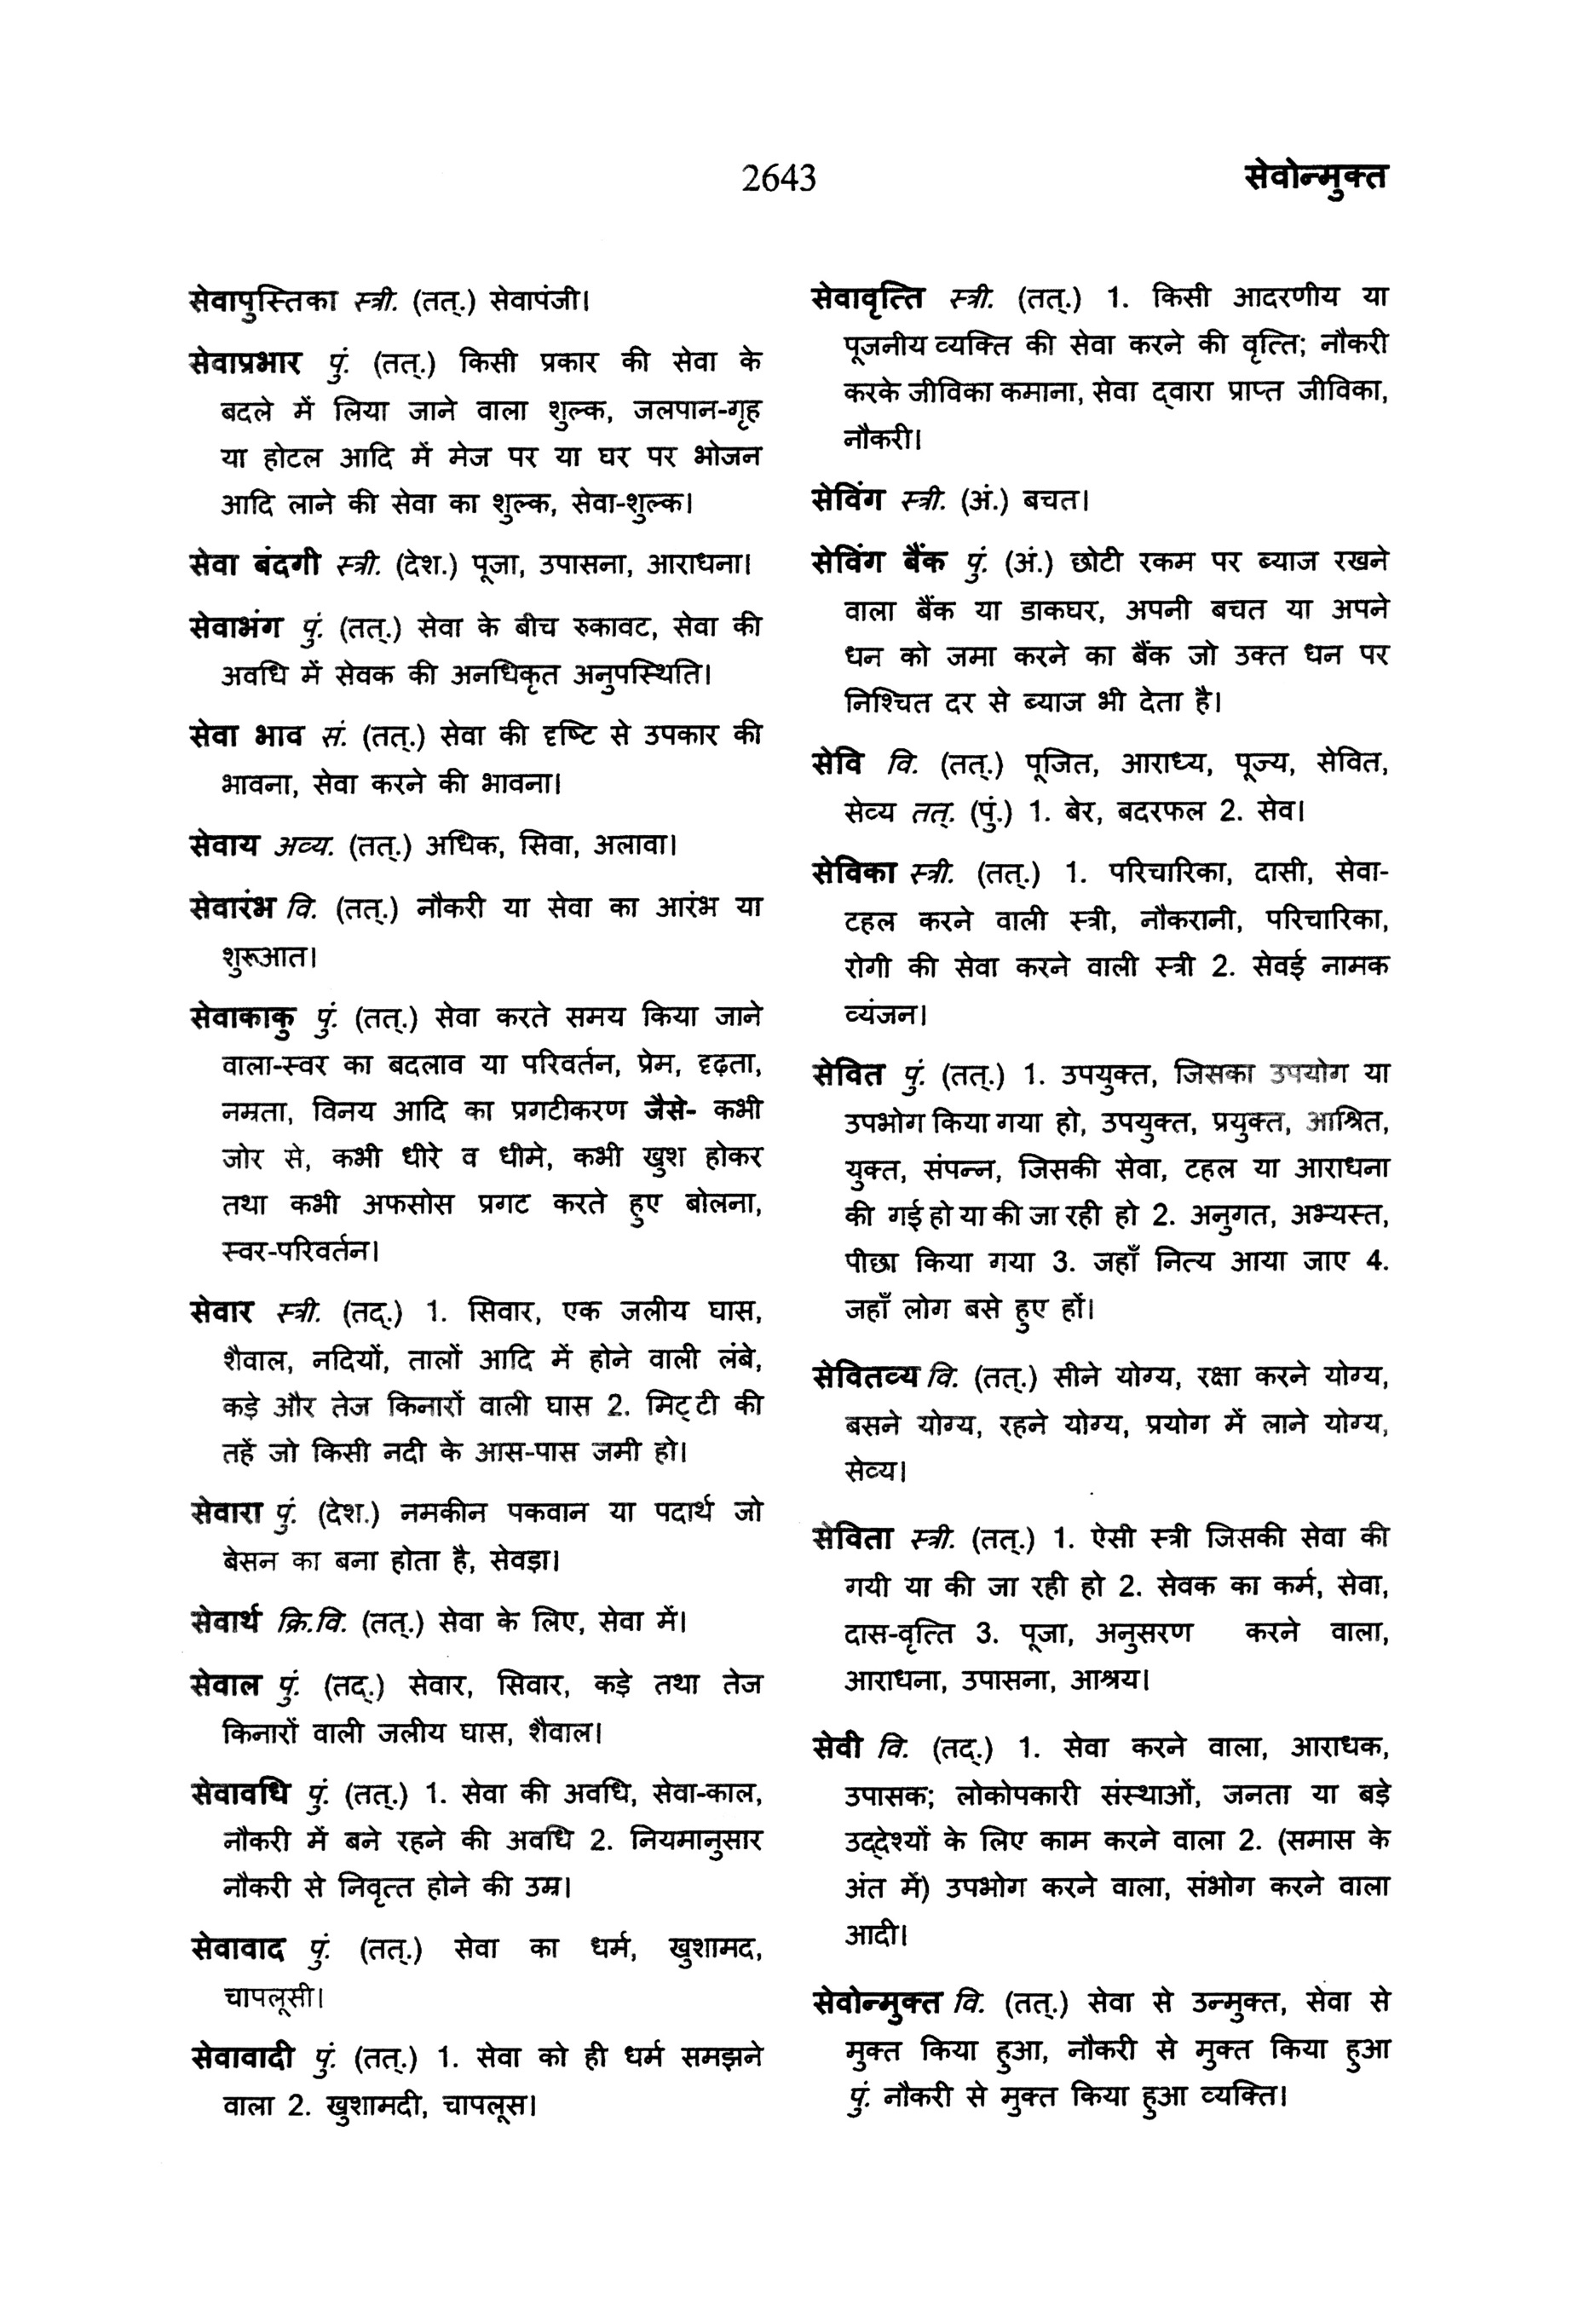 2643
सेवोन्मुक्त
सेवापुस्तिका स्त्री. (तत्.) सेवापंजी।
सेवाप्रभार पुं. (तत्.) किसी प्रकार की सेवा के
बदले में लिया जाने वाला शुल्क, जलपान-गृह
या होटल आदि में मेज पर या घर पर भोजन
आदि लाने की सेवा का शुल्क, सेवा-शुल्क।
सेवा बंदगी स्त्री. (देश.) पूजा, उपासना, आराधना।
सेवाभंग पुं. (तत्.) सेवा के बीच रुकावट, सेवा की
अवधि में सेवक की अनधिकृत अनुपस्थिति।
सेवा भाव सं. (तत्.) सेवा की दृष्टि से उपकार की
भावना, सेवा करने की भावना।
सेवाय अव्य. (तत्.) अधिक, सिवा, अलावा।
सेवारंभ वि. (तत्.) नौकरी या सेवा का आरंभ या
शुरूआत।
सेवाकाकु पुं. (तत्.) सेवा करते समय किया जाने
वाला-स्वर का बदलाव या परिवर्तन, प्रेम, दृढ़ता,
नम्रता, विनय आदि का प्रगटीकरण जैसे- कभी
जोर से, कभी धीरे व धीमे, कभी खुश होकर
तथा कभी अफसोस प्रगट करते हुए बोलना,
स्वर-परिवर्तन।
सेवार स्त्री. (तद्.) 1. सिवार, एक जलीय घास,
शैवाल, नदियों, तालों आदि में होने वाली लंबे,
कड़े और तेज किनारों वाली घास 2. मिट्टी की
तहें जो किसी नदी के आस-पास जमी हो।
सेवारा पुं. (देश.) नमकीन पकवान या पदार्थ जो
बेसन का बना होता है, सेवड़ा।
सेवार्थ क्रि.वि. (तत्.) सेवा के लिए, सेवा में।
सेवाल पुं. (तद्.) सेवार, सिवार, कड़े तथा तेज
किनारों वाली जलीय घास, शैवाल।
सेवावधि पुं. (तत्.) 1. सेवा की अवधि, सेवा-काल,
नौकरी में बने रहने की अवधि 2. नियमानुसार
नौकरी से निवृत्त होने की उम्र।
सेवावाद पुं. (तत्.) सेवा का धर्म, खुशामद,
चापलूसी।
सेवावादी पुं. (तत्.) 1. सेवा को ही धर्म समझने
वाला 2. खुशामदी, चापलूस।
सेवावृत्ति स्त्री. (तत्.) 1. किसी आदरणीय या
पूजनीय व्यक्ति की सेवा करने की वृत्ति; नौकरी
करके जीविका कमाना, सेवा द्वारा प्राप्त जीविका,
नौकरी।
सेविंग स्त्री. (अं.) बचत।
सेविंग बैंक पुं. (अं.) छोटी रकम पर ब्याज रखने
वाला बैंक या डाकघर, अपनी बचत या अपने
धन को जमा करने का बैंक जो उक्त धन पर
निश्चित दर से ब्याज भी देता है।
सेवि वि. (तत्.) पूजित, आराध्य, पूज्य, सेवित,
सेव्य तत्. (पुं.) 1. बेर, बदरफल 2. सेव।
सेविका स्त्री. (तत्.) 1. परिचारिका, दासी, सेवा-
टहल करने वाली स्त्री, नौकरानी, परिचारिका,
रोगी की सेवा करने वाली स्त्री 2. सेवई नामक
व्यंजन।
सेवित पुं. (तत्.) 1. उपयुक्त, जिसका उपयोग या
उपभोग किया गया हो, उपयुक्त, प्रयुक्त, आश्रित,
युक्त, संपन्न, जिसकी सेवा, टहल या आराधना
की गई हो या की जा रही हो 2. अनुगत, अभ्यस्त,
पीछा किया गया 3. जहाँ नित्य आया जाए 4.
जहाँ लोग बसे हुए हों।
सेवितव्य वि. (तत्.) सीने योग्य, रक्षा करने योग्य,
बसने योग्य, रहने योग्य, प्रयोग में लाने योग्य,
सेव्य।
सेविता स्त्री. (तत्.) 1. ऐसी स्त्री जिसकी सेवा की
गयी या की जा रही हो 2. सेवक का कर्म, सेवा,
दास-वृत्ति 3. पूजा, अनुसरण करने वाला,
आराधना, उपासना, आश्रय।
सेवी वि. (तद्.) 1. सेवा करने वाला, आराधक,
उपासक; लोकोपकारी संस्थाओं, जनता या बड़े
उद्देश्यों के लिए काम करने वाला 2. (समास के
अंत में) उपभोग करने वाला, संभोग करने वाला
आदी।
सेवोन्मुक्त वि. (तत्.) सेवा से उन्मुक्त, सेवा से
मुक्त किया हुआ, नौकरी से मुक्त किया हुआ
पुं. नौकरी से मुक्त किया हुआ व्यक्ति।